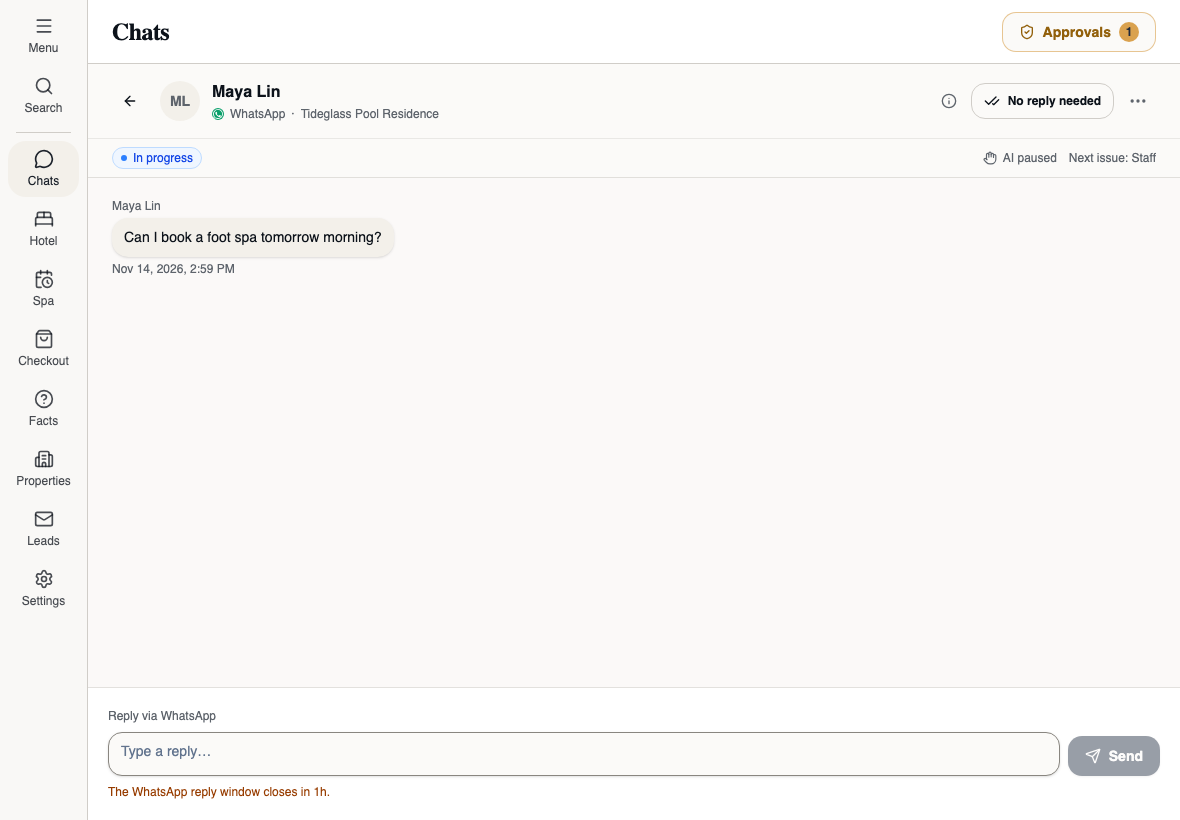 Menu
Search
Chats
Hotel
Spa
Checkout
Facts
Properties
Leads
Settings
Chats
Approvals 1
ML
Maya Lin
WhatsApp · Tideglass Pool Residence
No reply needed
In progress
AI paused Next issue: Staff
Maya Lin
Can I book a foot spa tomorrow morning?
Nov 14, 2026, 2:59 PM
Reply via WhatsApp
Type a reply…
Send
The WhatsApp reply window closes in 1h.